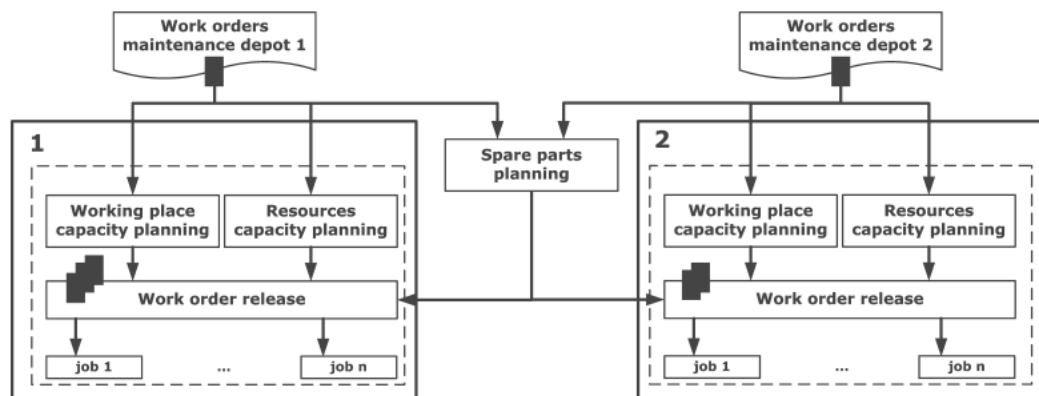 Work orders
maintenance depot 1
Work orders
maintenance depot 2
1
Spare parts
planning
2
Working place
capacity planning
Resources
capacity planning
Working place
capacity planning
Resources
capacity planning
Work order release
Work order release
job 1
...
job n
job 1
...
job n